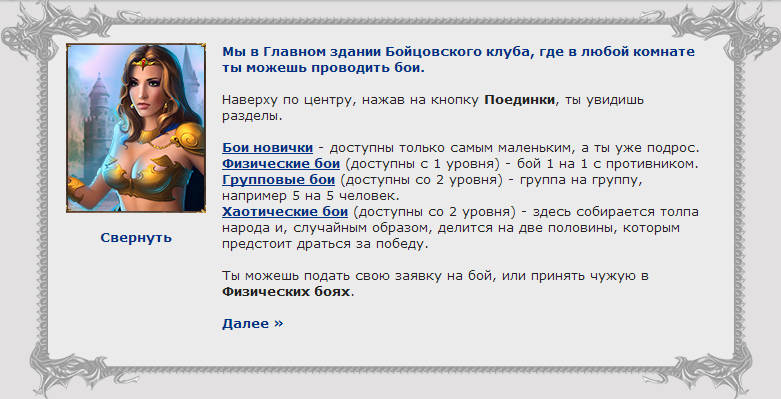 Мы в Главном здании Бойцовского клуба, где в любой комнате
ты можешь проводить бои.
Наверху по центру, нажав на кнопку Поединки, ты увидишь
разделы.
Бои новички - доступны только самым маленьким, а ты уже подрос.
Физические бои (доступны с 1 уровня) - бой 1 на 1 с противником.
Групповые бои (доступны со 2 уровня) - группа на группу,
например 5 на 5 человек.
Хаотические бои (доступны со 2 уровня) - здесь собирается толпа
народа и, случайным образом, делится на две половины, которым
предстоит драться за победу.
Ты можешь подать свою заявку на бой, или принять чужую в
Физических боях.
Далее »
Свернуть